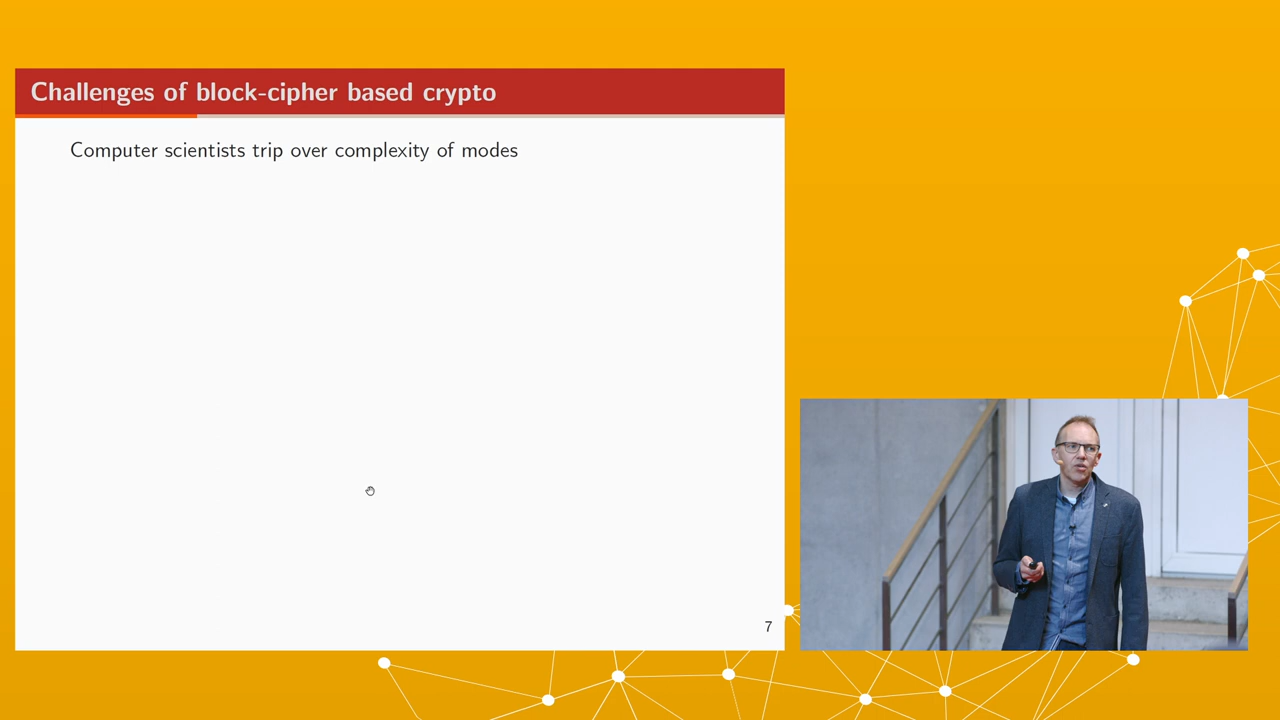 Challenges of block-cipher based crypto
Computer scientists trip over complexity of modes
7